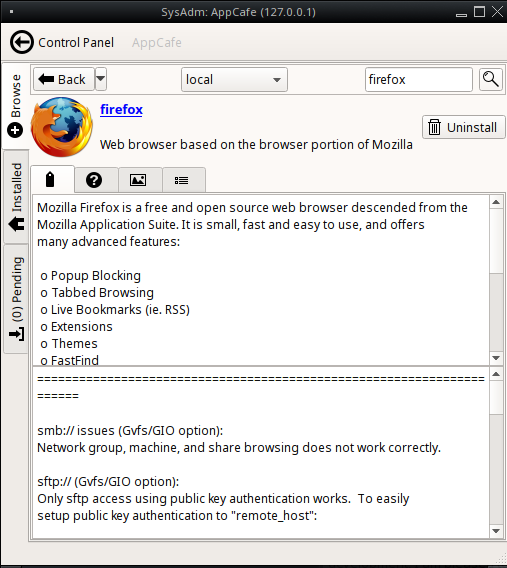 SysAdm: AppCafe (127.0.0.1)
Control Panel AppCafe
Browse
Installed
(0) Pending
Back local firefox
firefox
Web browser based on the browser portion of Mozilla
Uninstall
Mozilla Firefox is a free and open source web browser descended from the
Mozilla Application Suite. It is small, fast and easy to use, and offers
many advanced features:
o Popup Blocking
o Tabbed Browsing
o Live Bookmarks (ie. RSS)
o Extensions
o Themes
o FastFind
================================================================
======
smb:// issues (Gvfs/GIO option):
Network group, machine, and share browsing does not work correctly.
sftp:// (Gvfs/GIO option):
Only sftp access using public key authentication works.  To easily
setup public key authentication to "remote_host":